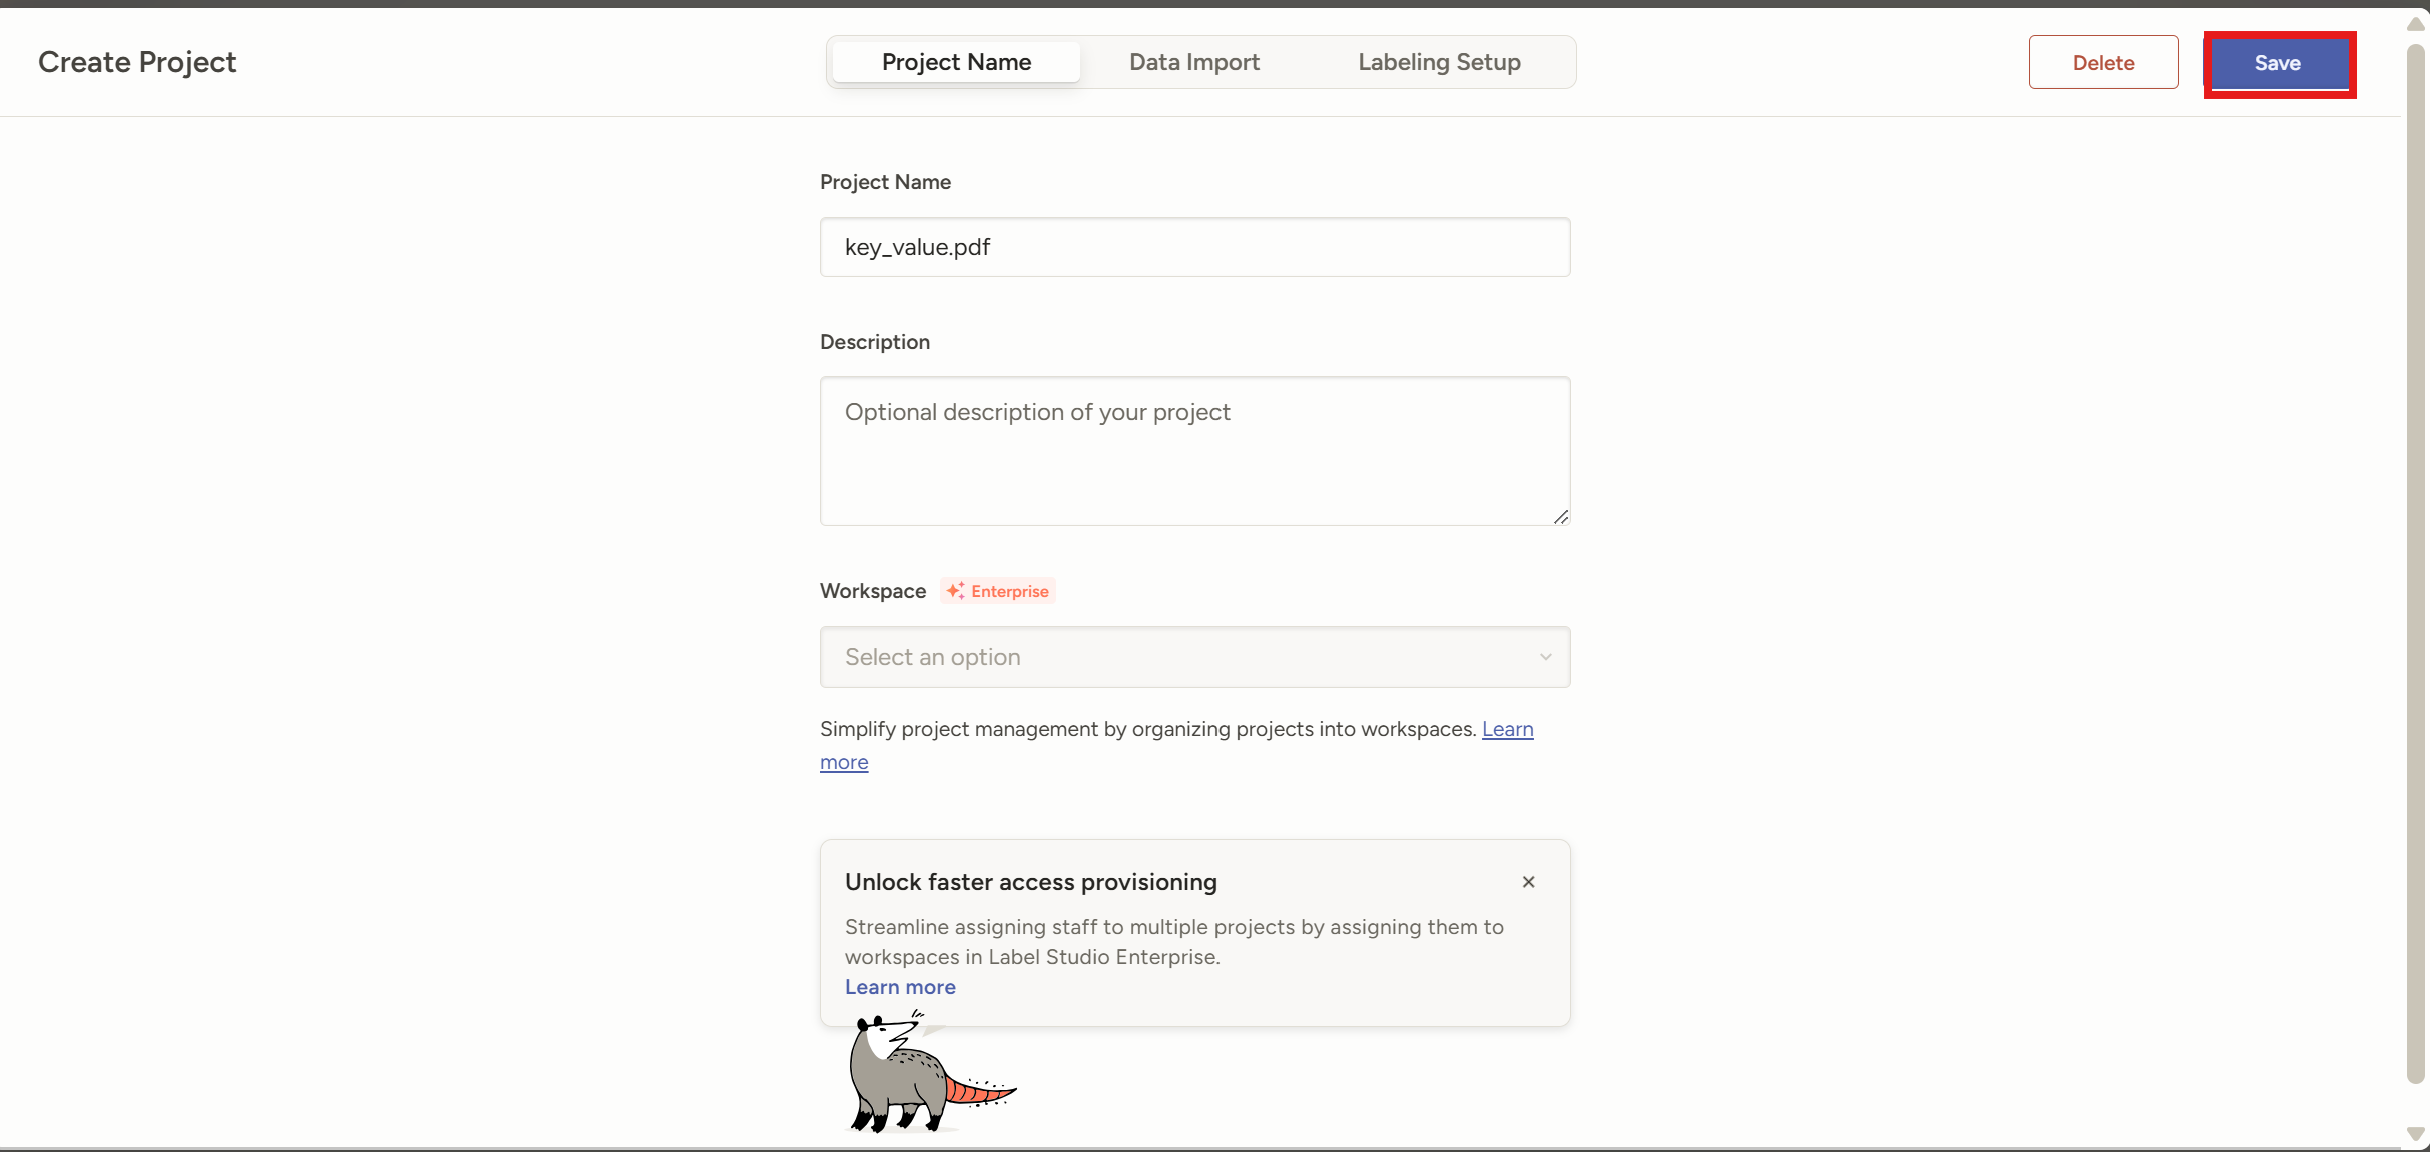 Create Project
Project Name
Data Import
Labeling Setup
Delete
Save
Project Name
key_value.pdf
Description
Optional description of your project
Workspace
Enterprise
Select an option
Simplify project management by organizing projects into workspaces. Learn
more
Unlock faster access provisioning
Streamline assigning staff to multiple projects by assigning them to
workspaces in Label Studio Enterprise.
Learn more